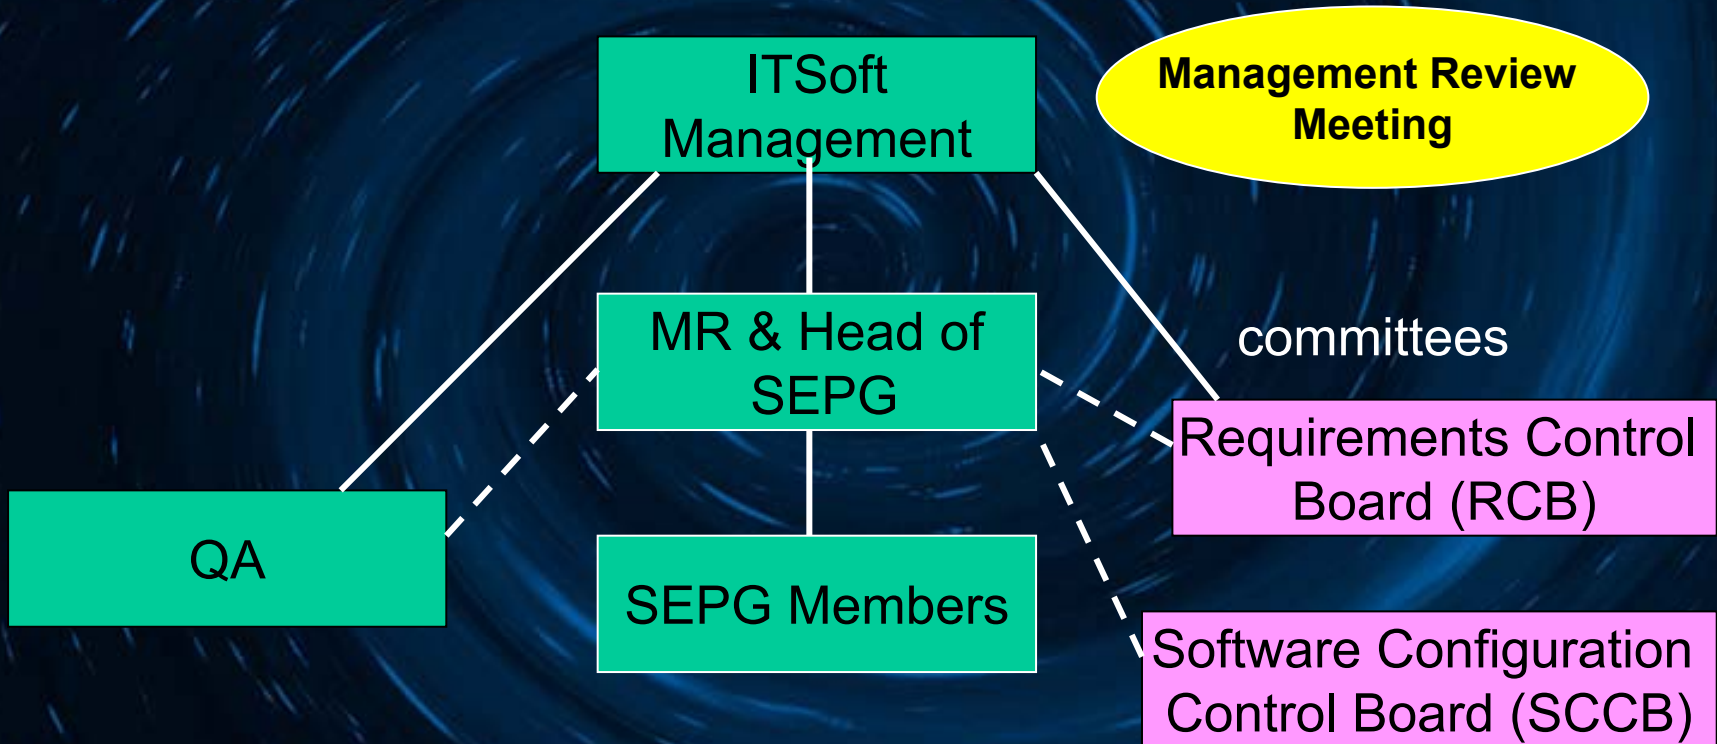 ITSoft
Management
Management Review
Meeting
MR & Head of
SEPG
committees
Requirements Control
Board (RCB)
QA
SEPG Members
Software Configuration
Control Board (SCCB)